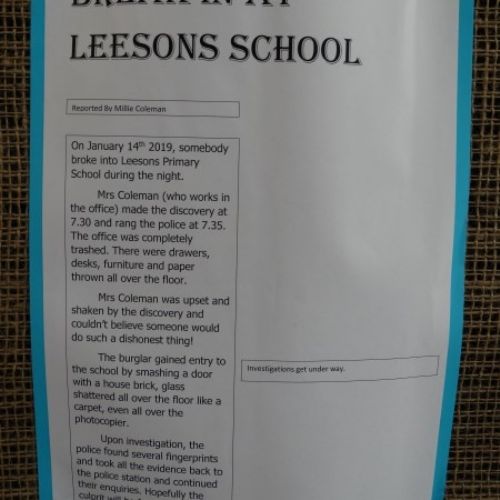 BREAK IN AT
LEESONS SCHOOL
Reported By Millie Coleman
On January 14th 2019, somebody
broke into Leesons Primary
School during the night.
Mrs Coleman (who works in
the office) made the discovery at
7.30 and rang the police at 7.35.
The office was completely
trashed. There were drawers,
desks, furniture and paper
thrown all over the floor.
Mrs Coleman was upset and
shaken by the discovery and
couldn't believe someone would
do such a dishonest thing!
The burglar gained entry to
the school by smashing a door
with a house brick, glass
shattered all over the floor like a
carpet, even all over the
photocopier.
Upon investigation, the
police found several fingerprints
and took all the evidence back to
the police station and continued
their enquiries. Hopefully the
culprit will be
Investigations get under way.